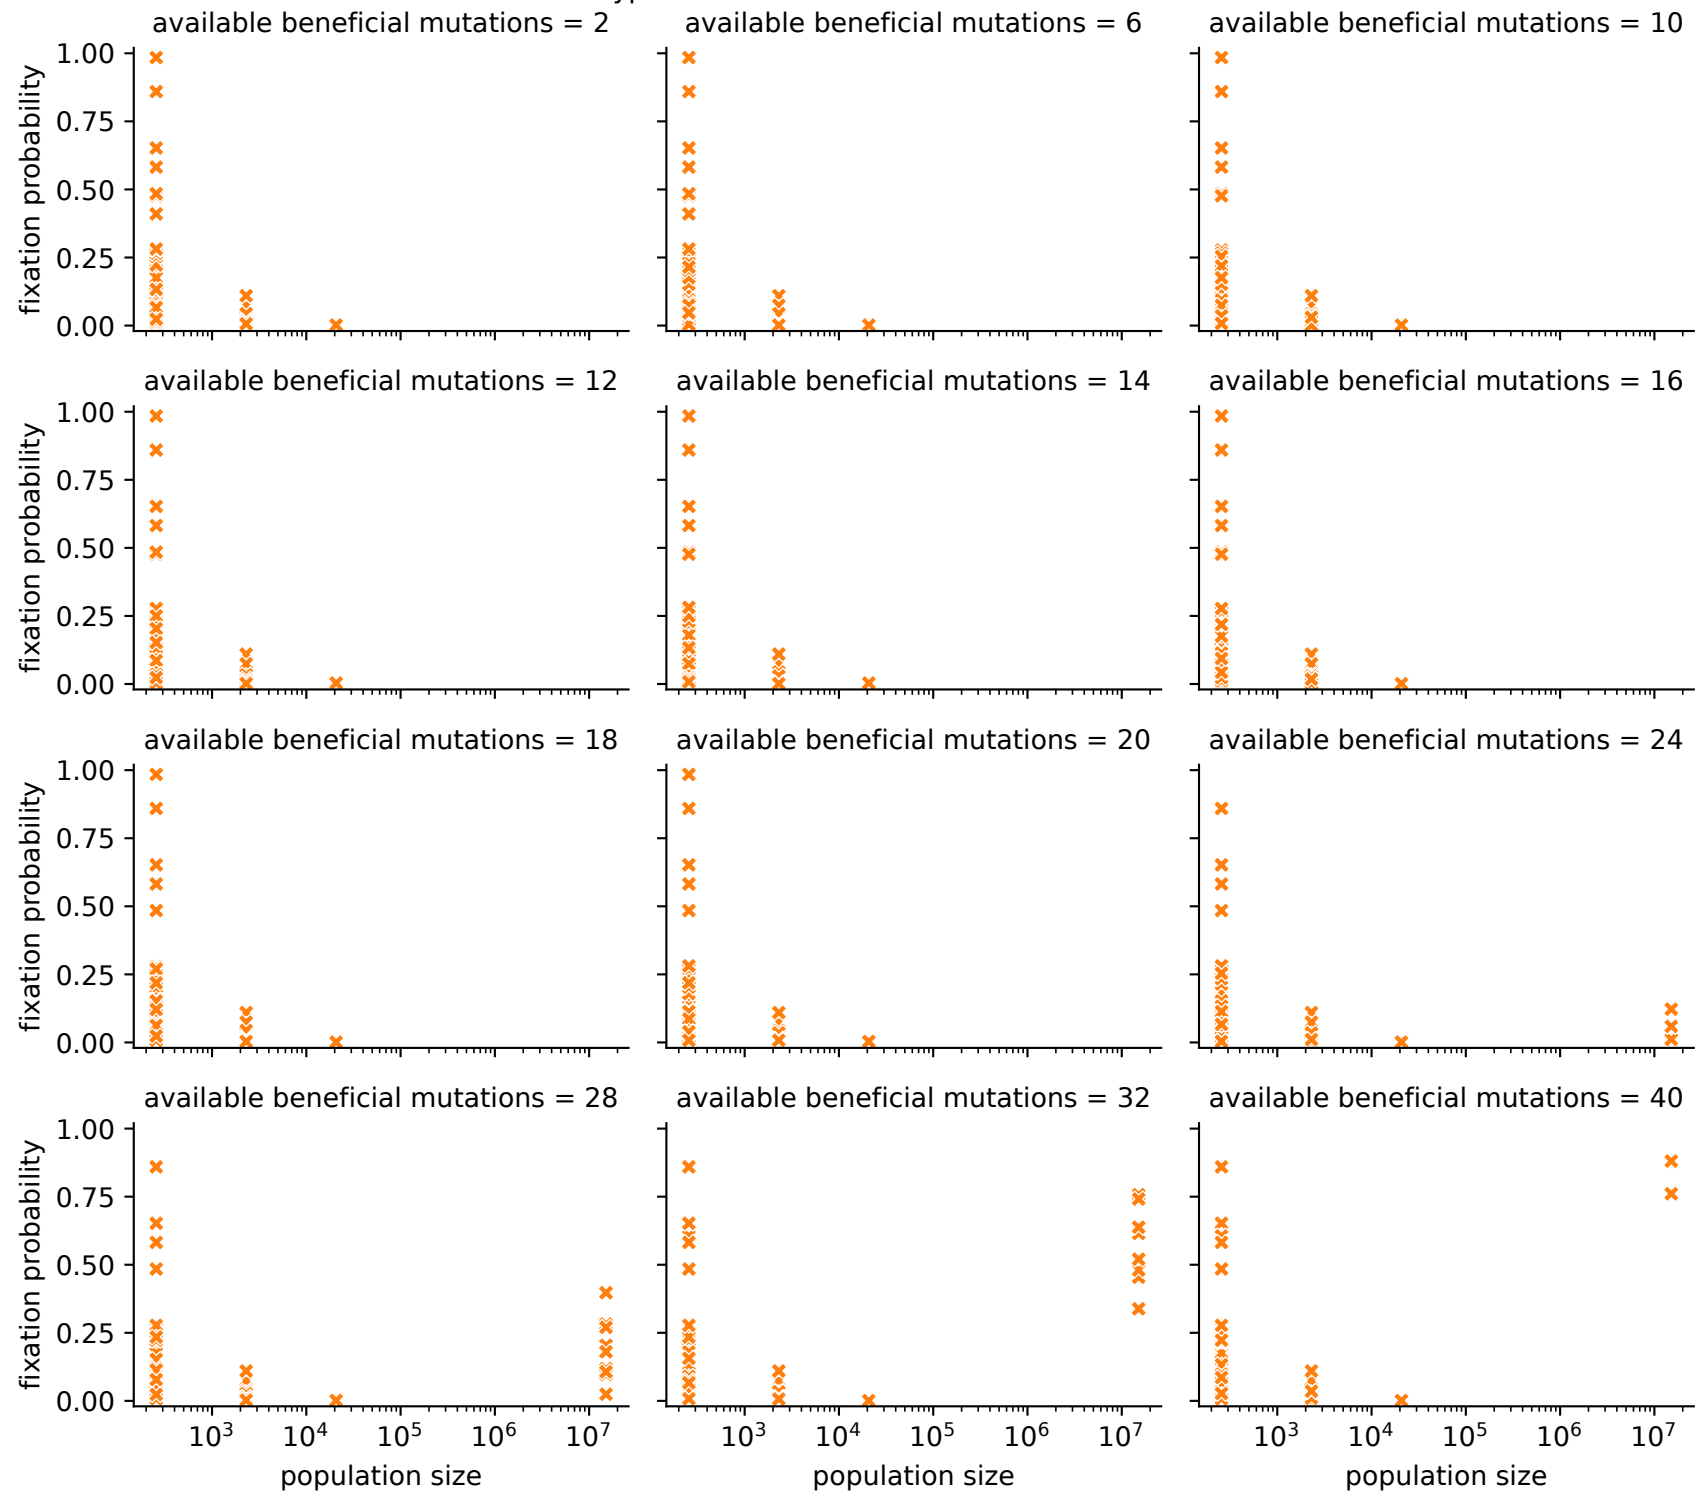 available beneficial mutations = 2
available beneficial mutations = 6
available beneficial mutations = 10
1.00
0.75
0.50
0.25
0.00
fixation probability
available beneficial mutations = 12
available beneficial mutations = 14
available beneficial mutations = 16
1.00
0.75
0.50
0.25
0.00
fixation probability
available beneficial mutations = 18
available beneficial mutations = 20
available beneficial mutations = 24
1.00
0.75
0.50
0.25
0.00
fixation probability
available beneficial mutations = 28
available beneficial mutations = 32
available beneficial mutations = 40
1.00
0.75
0.50
0.25
0.00
fixation probability
10³ 10⁴ 10⁵ 10⁶ 10⁷
10³ 10⁴ 10⁵ 10⁶ 10⁷
10³ 10⁴ 10⁵ 10⁶ 10⁷
population size
population size
population size